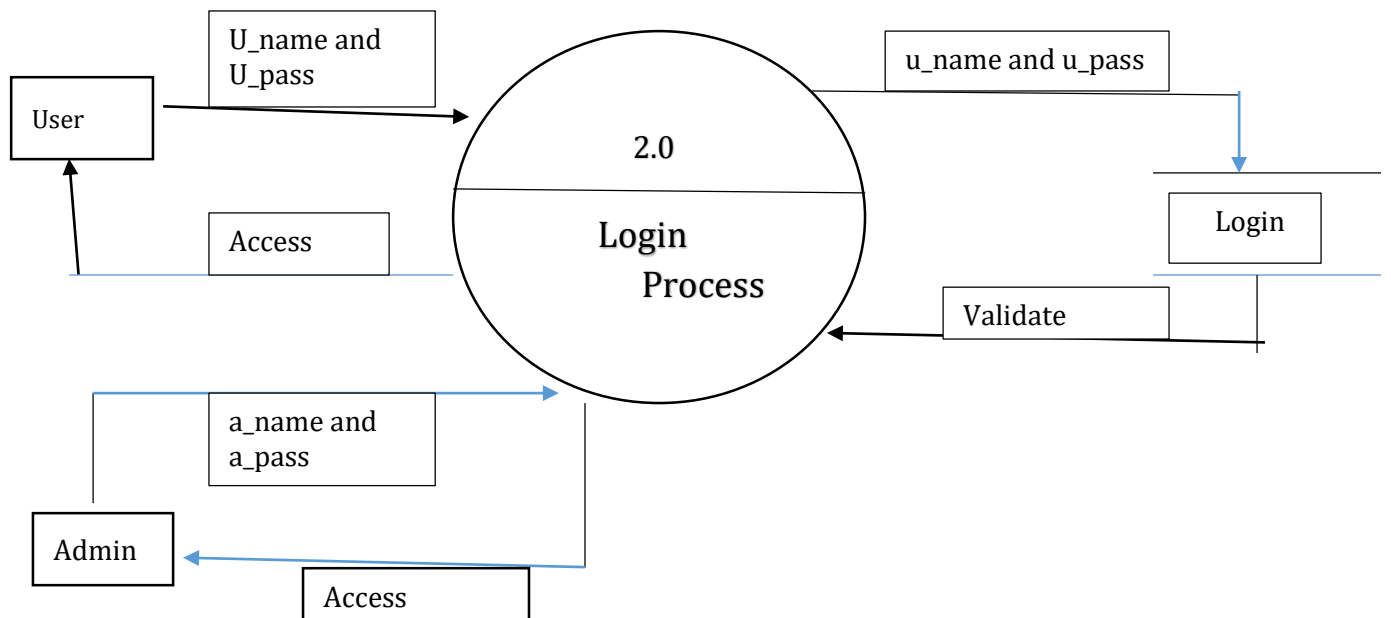 U_name and
U_pass
u_name and u_pass
User
2.0
Login
Process
Access
Login
Validate
a_name and
a_pass
Admin
Access